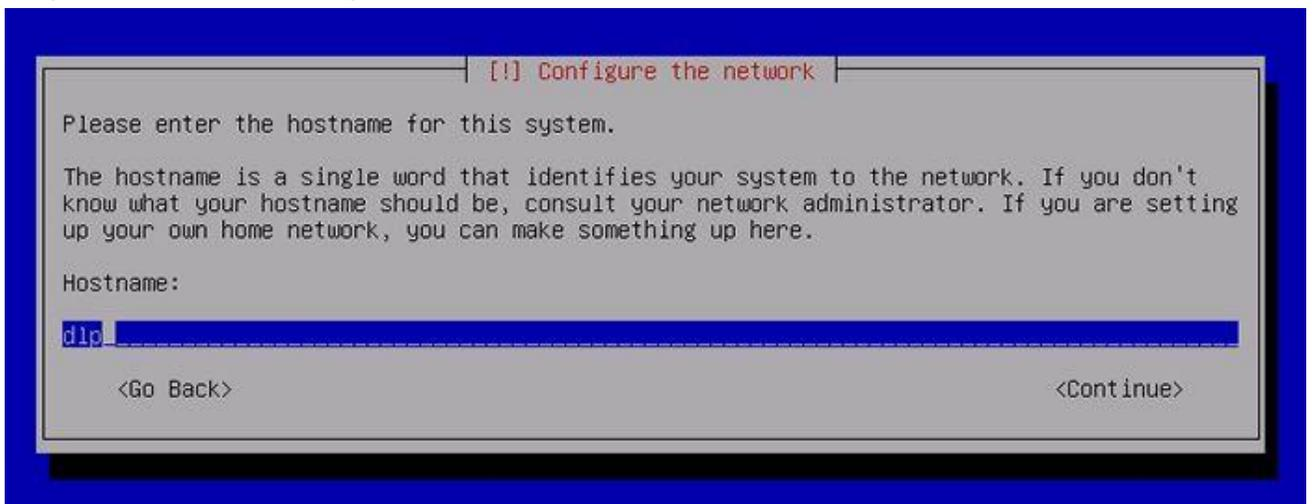 [!] Configure the network
Please enter the hostname for this system.
The hostname is a single word that identifies your system to the network. If you don't
know what your hostname should be, consult your network administrator. If you are setting
up your own home network, you can make something up here.
Hostname:
dlp
<Go Back> <Continue>